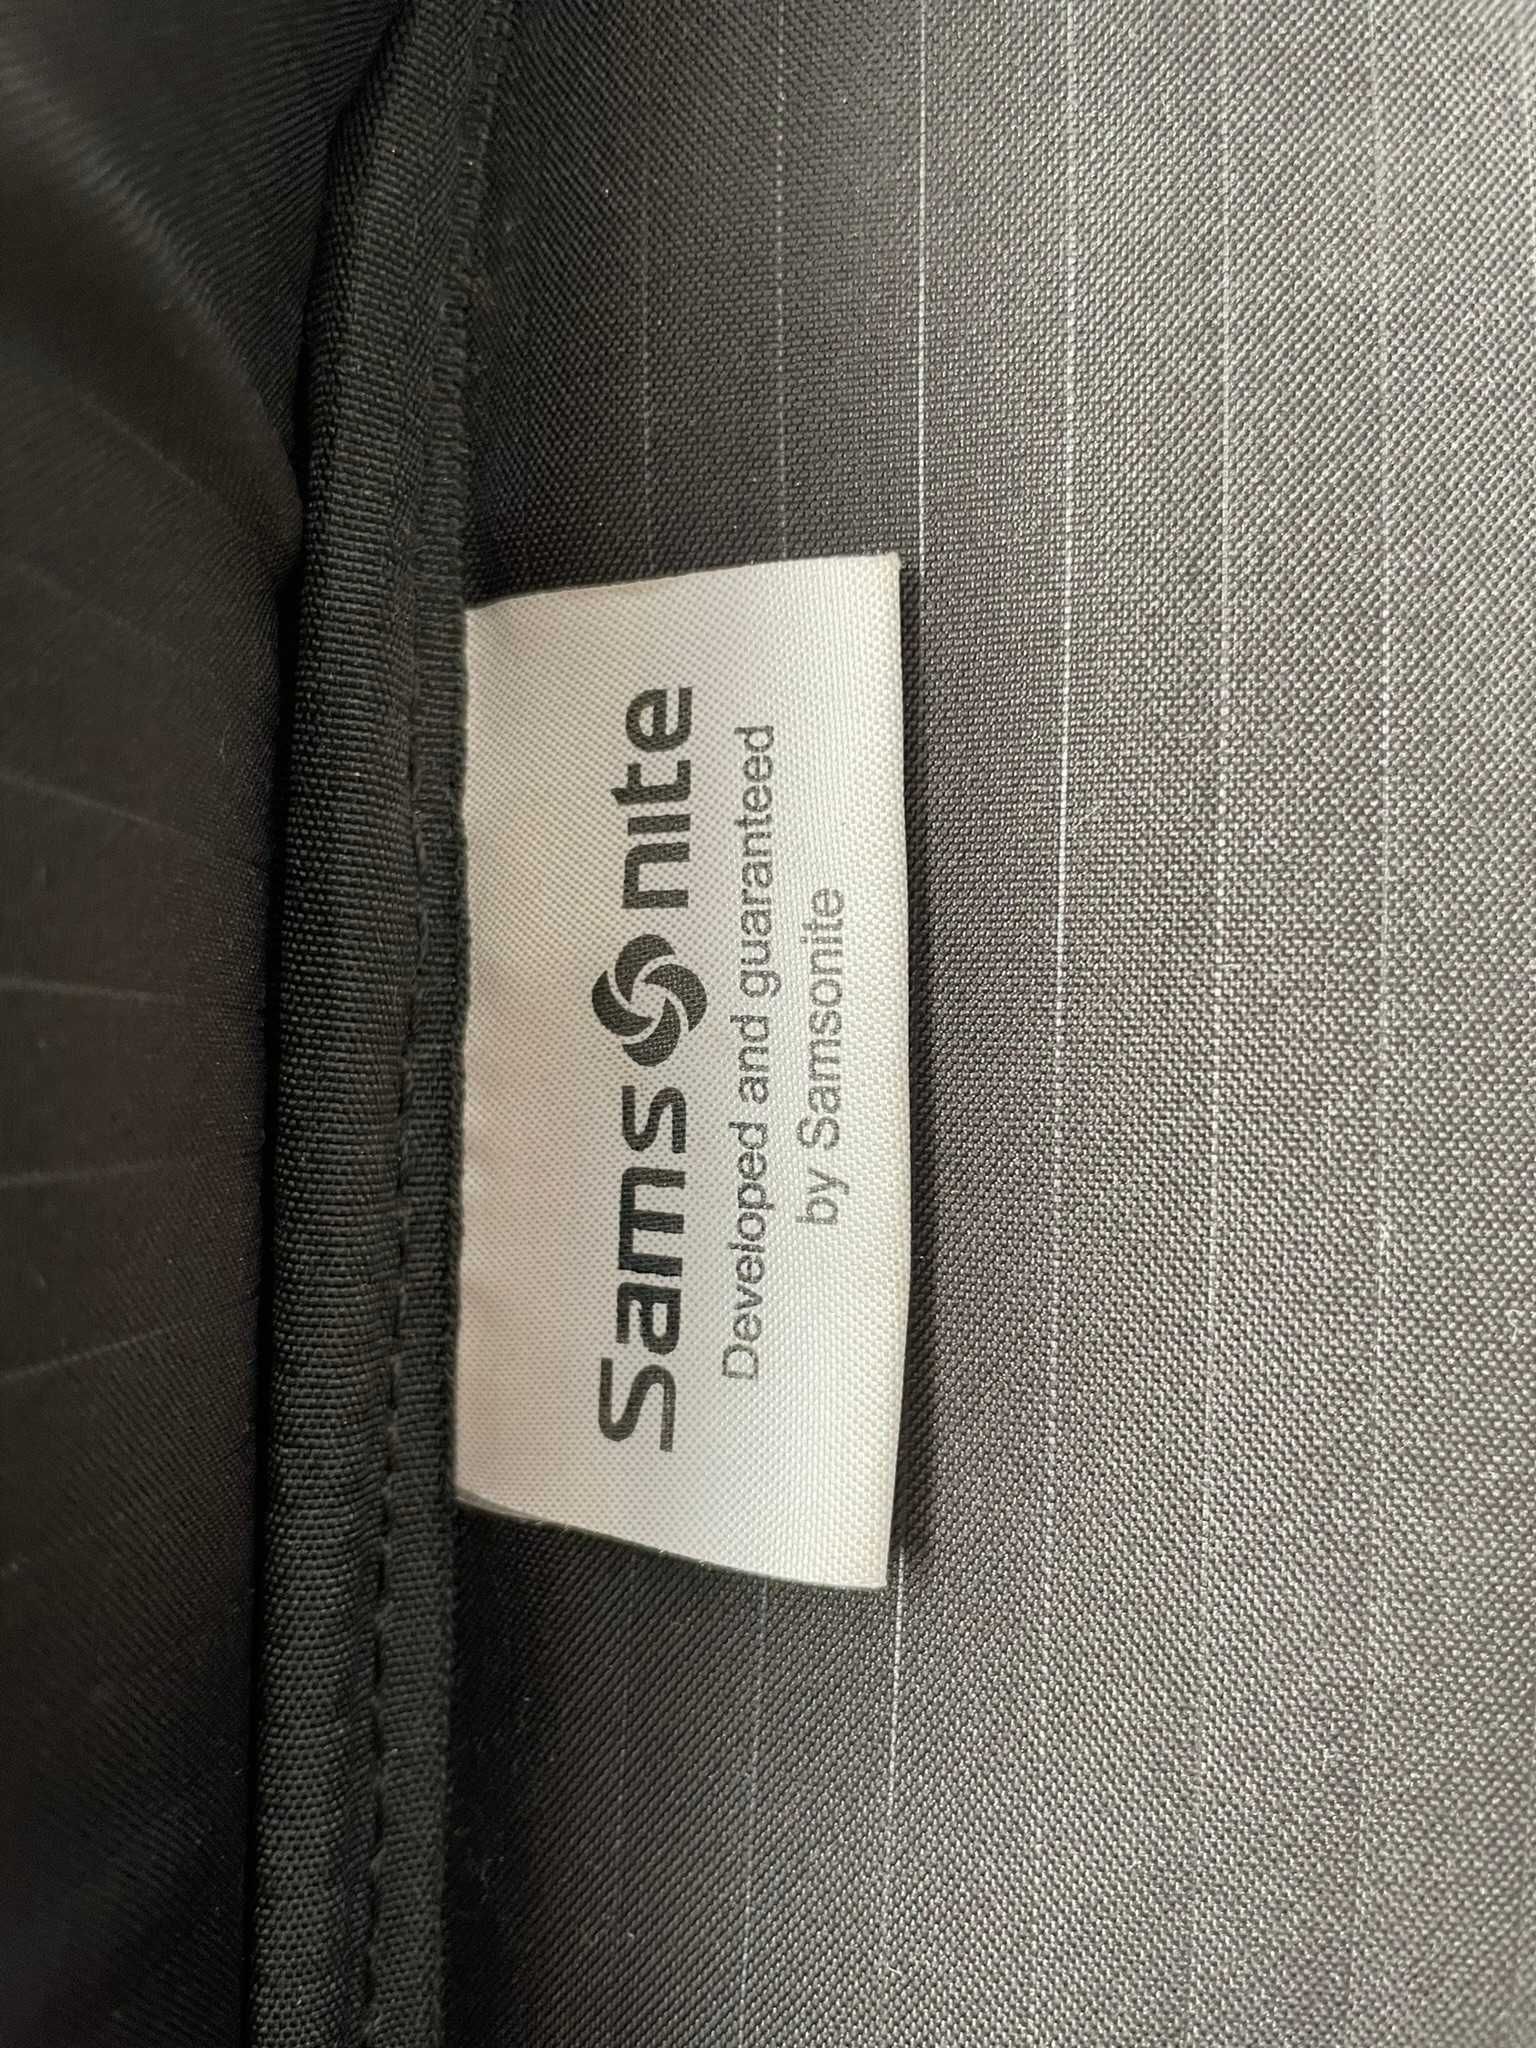 Samsonite
Developed and guaranteed
by Samsonite